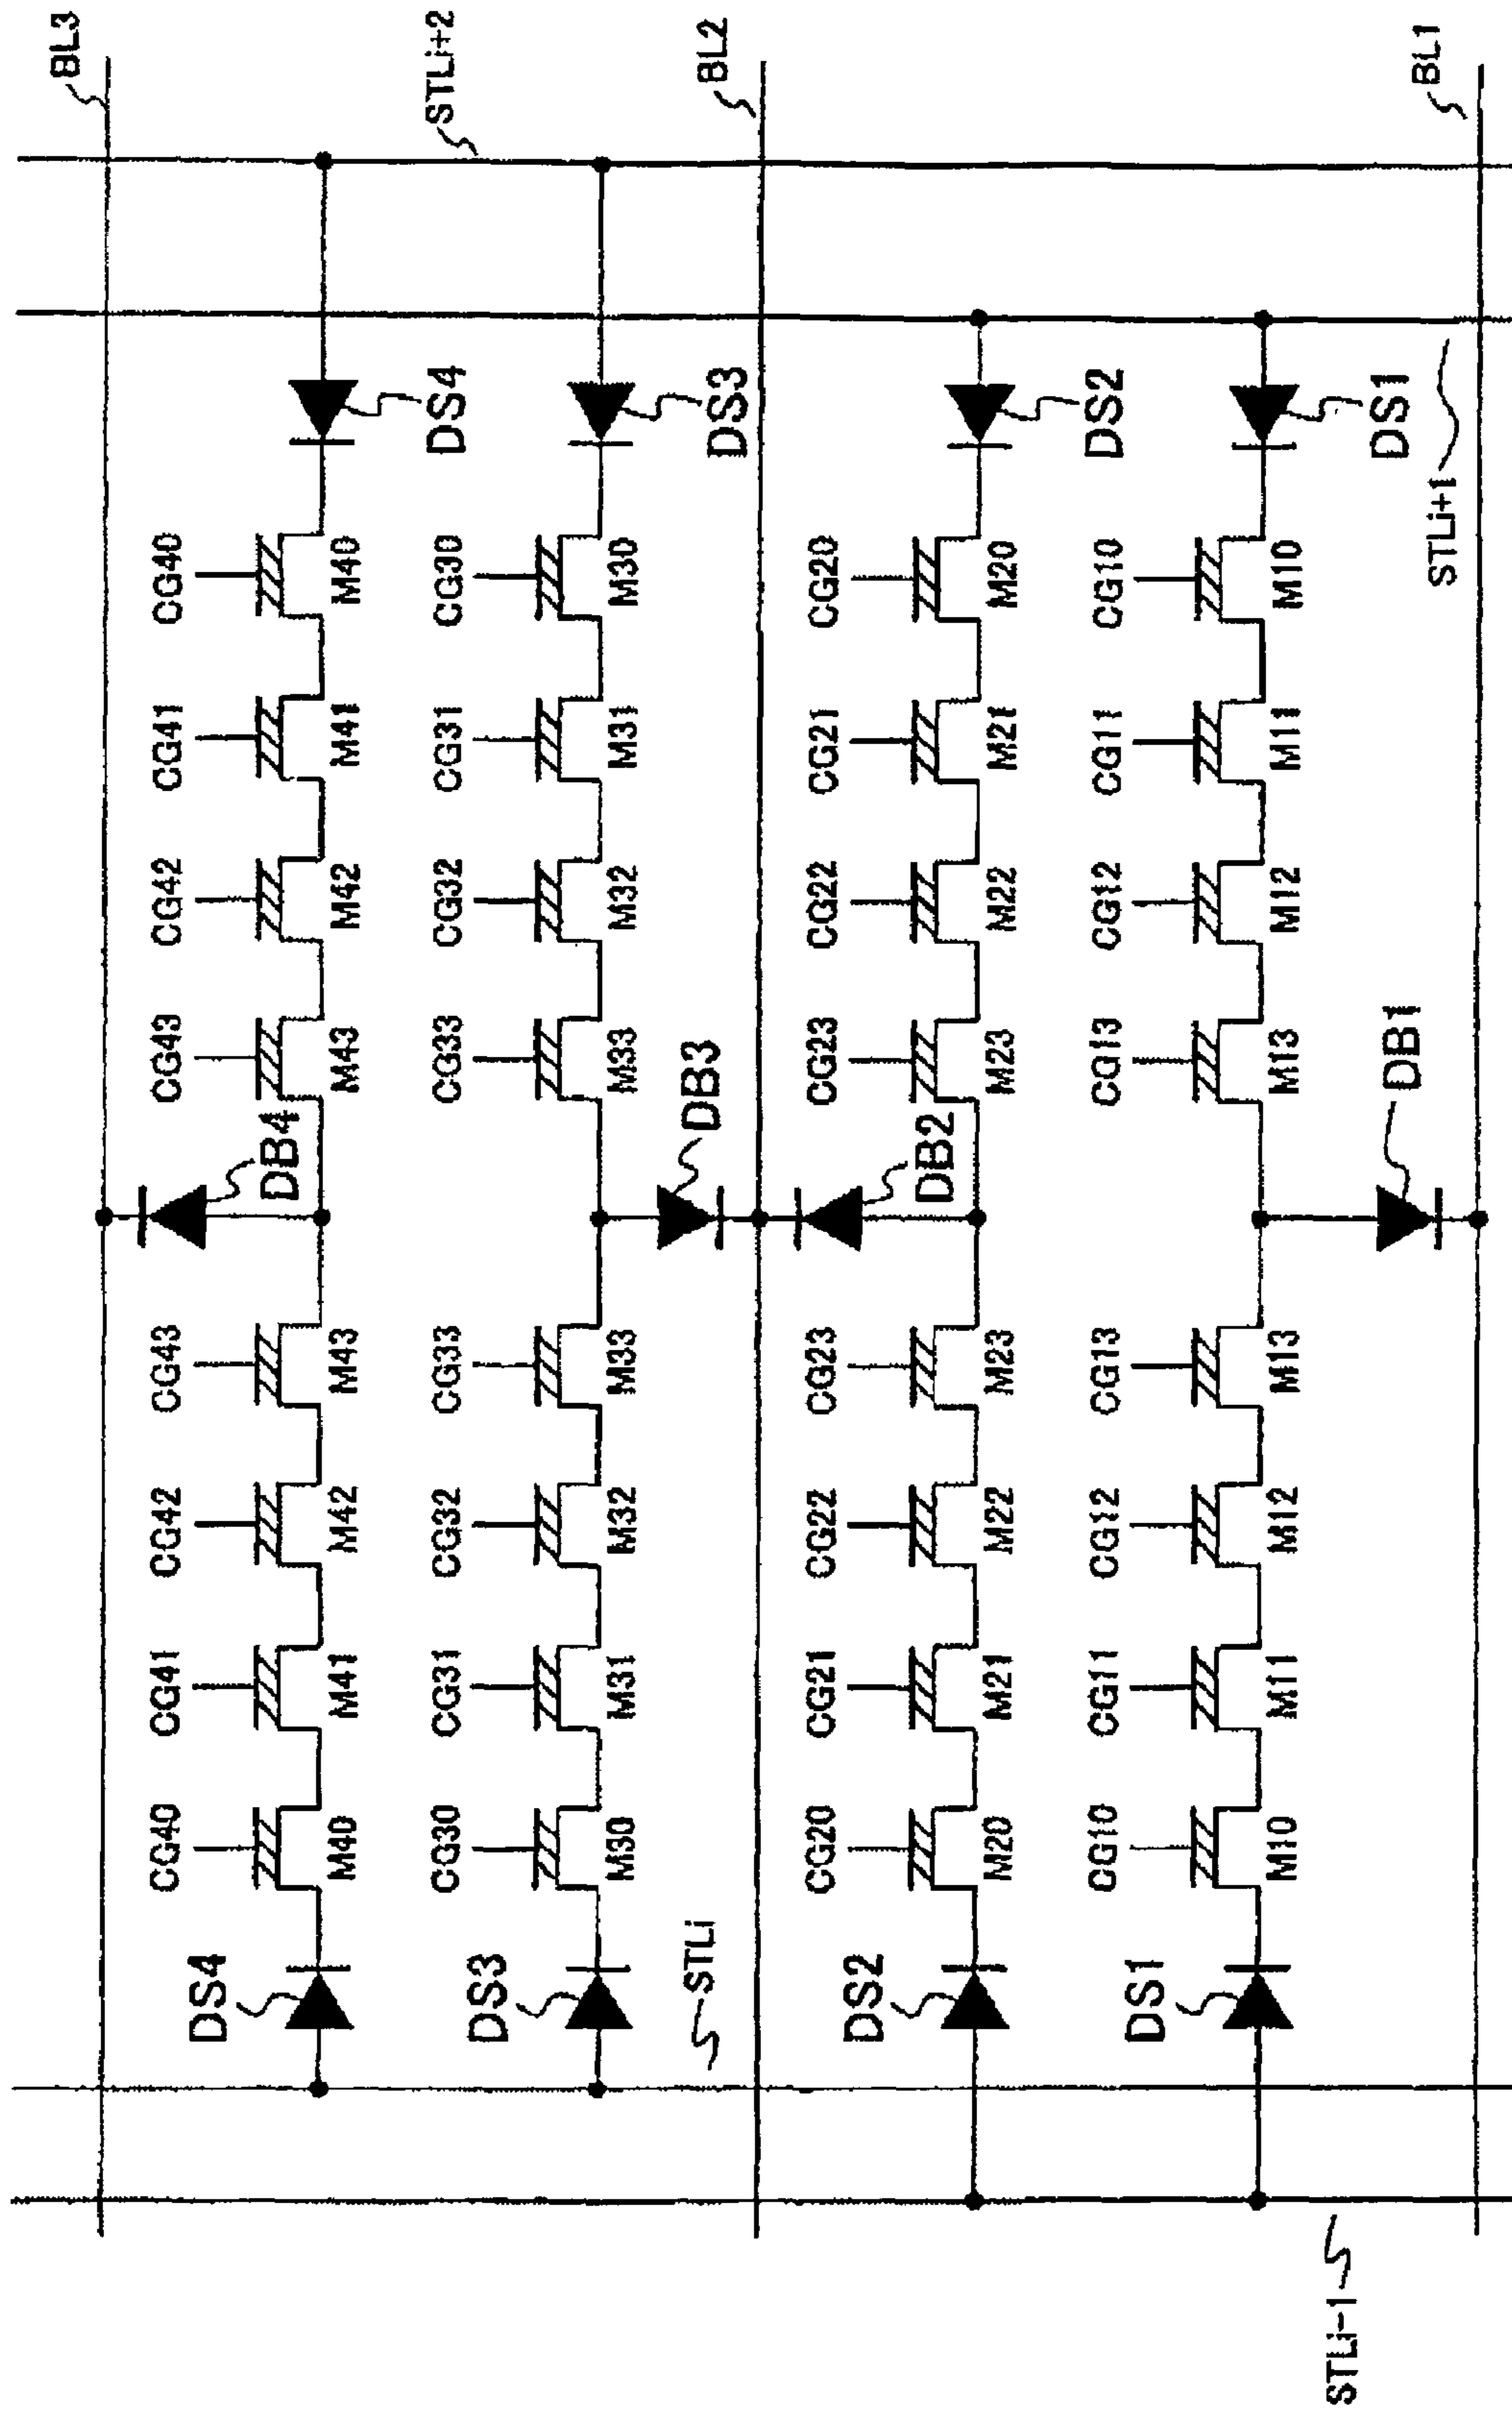 BL3
CG40 CG41 CG42 CG43 CG43 CG42 CG41 CG40
DS4
DB4
M40 M41 M42 M43 M43 M42 M41 M40
CG30 CG31 CG32 CG33 CG33 CG32 CG31 CG30 DS4 STLi+2
DS3
M30 M31 M32 M33 M33 M32 M31 M30
STLi DB3 DS3 BL2
CG20 CG21 CG22 CG23 CG23 CG22 CG21 CG20
DS2
DB2
M20 M21 M22 M23 M23 M22 M21 M20
CG10 CG11 CG12 CG13 CG13 CG12 CG11 CG10 DS2
DS1
M10 M11 M12 M13 M13 M12 M11 M10
STLi-1
DB1 DS1
STLi+1 BL1